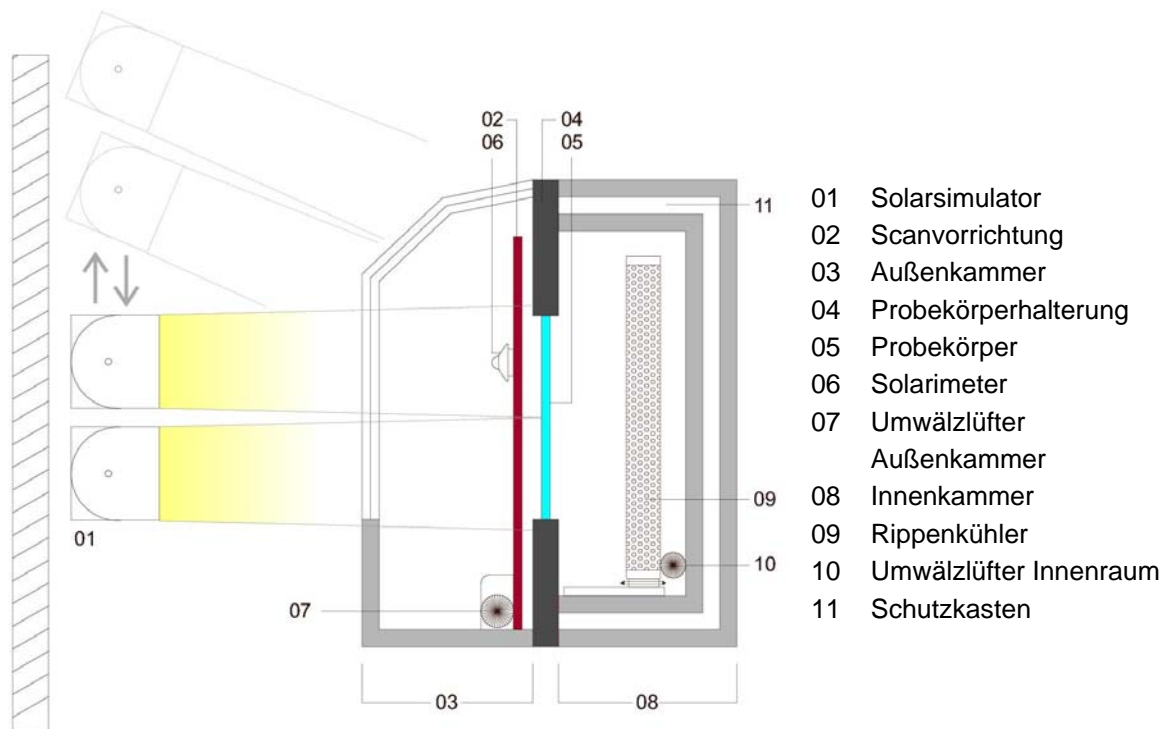 02
04
06
05
11
09
10
01
07
03
08
01 Solarsimulator
02 Scanvorrichtung
03 Außenkammer
04 Probekörperhalterung
05 Probekörper
06 Solarimeter
07 Umwälzlüfter
Außenkammer
08 Innenkammer
09 Rippenkühler
10 Umwälzlüfter Innenraum
11 Schutzkasten